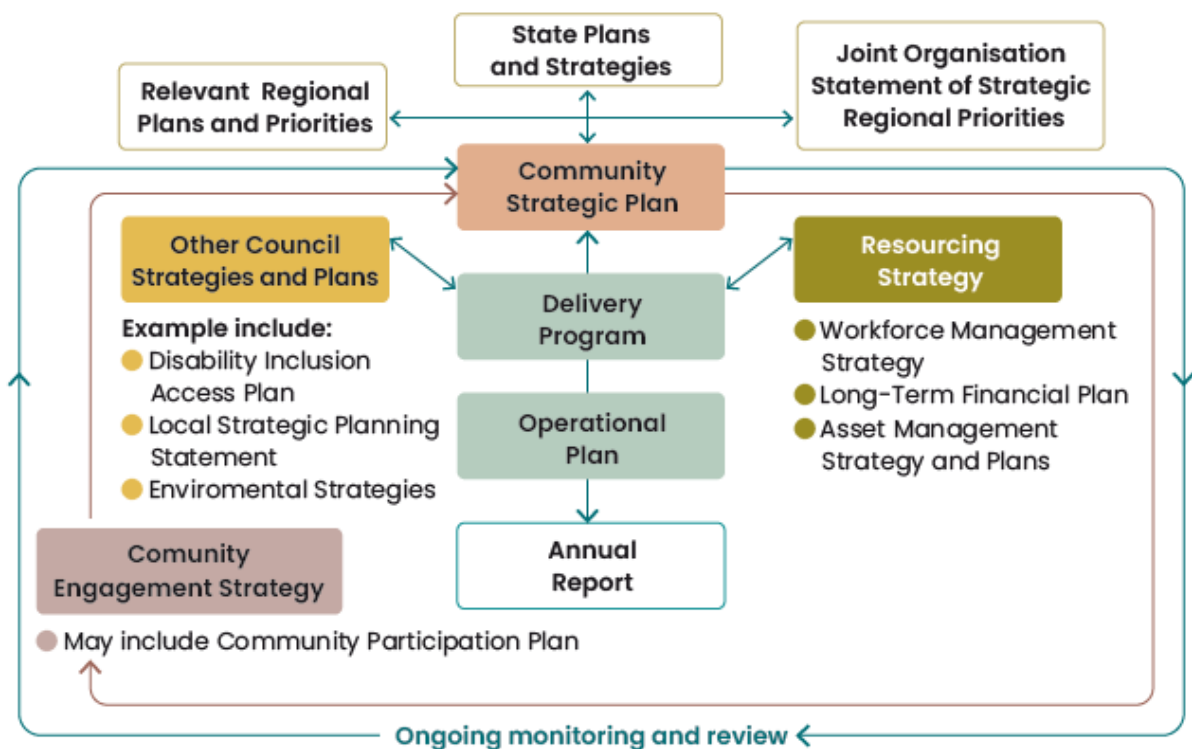 State Plans
and Strategies
Relevant Regional
Plans and Priorities
Joint Organisation
Statement of Strategic
Regional Priorities
Community
Strategic Plan
Other Council
Strategies and Plans
Example include:
Disability Inclusion
Access Plan
Local Strategic Planning
Statement
Enviromental Strategies
Delivery
Program
Resourcing
Strategy
Workforce Management
Strategy
Long-Term Financial Plan
Asset Management
Strategy and Plans
Operational
Plan
Annual
Report
Comunity
Engagement Strategy
May include Community Participation Plan
Ongoing monitoring and review